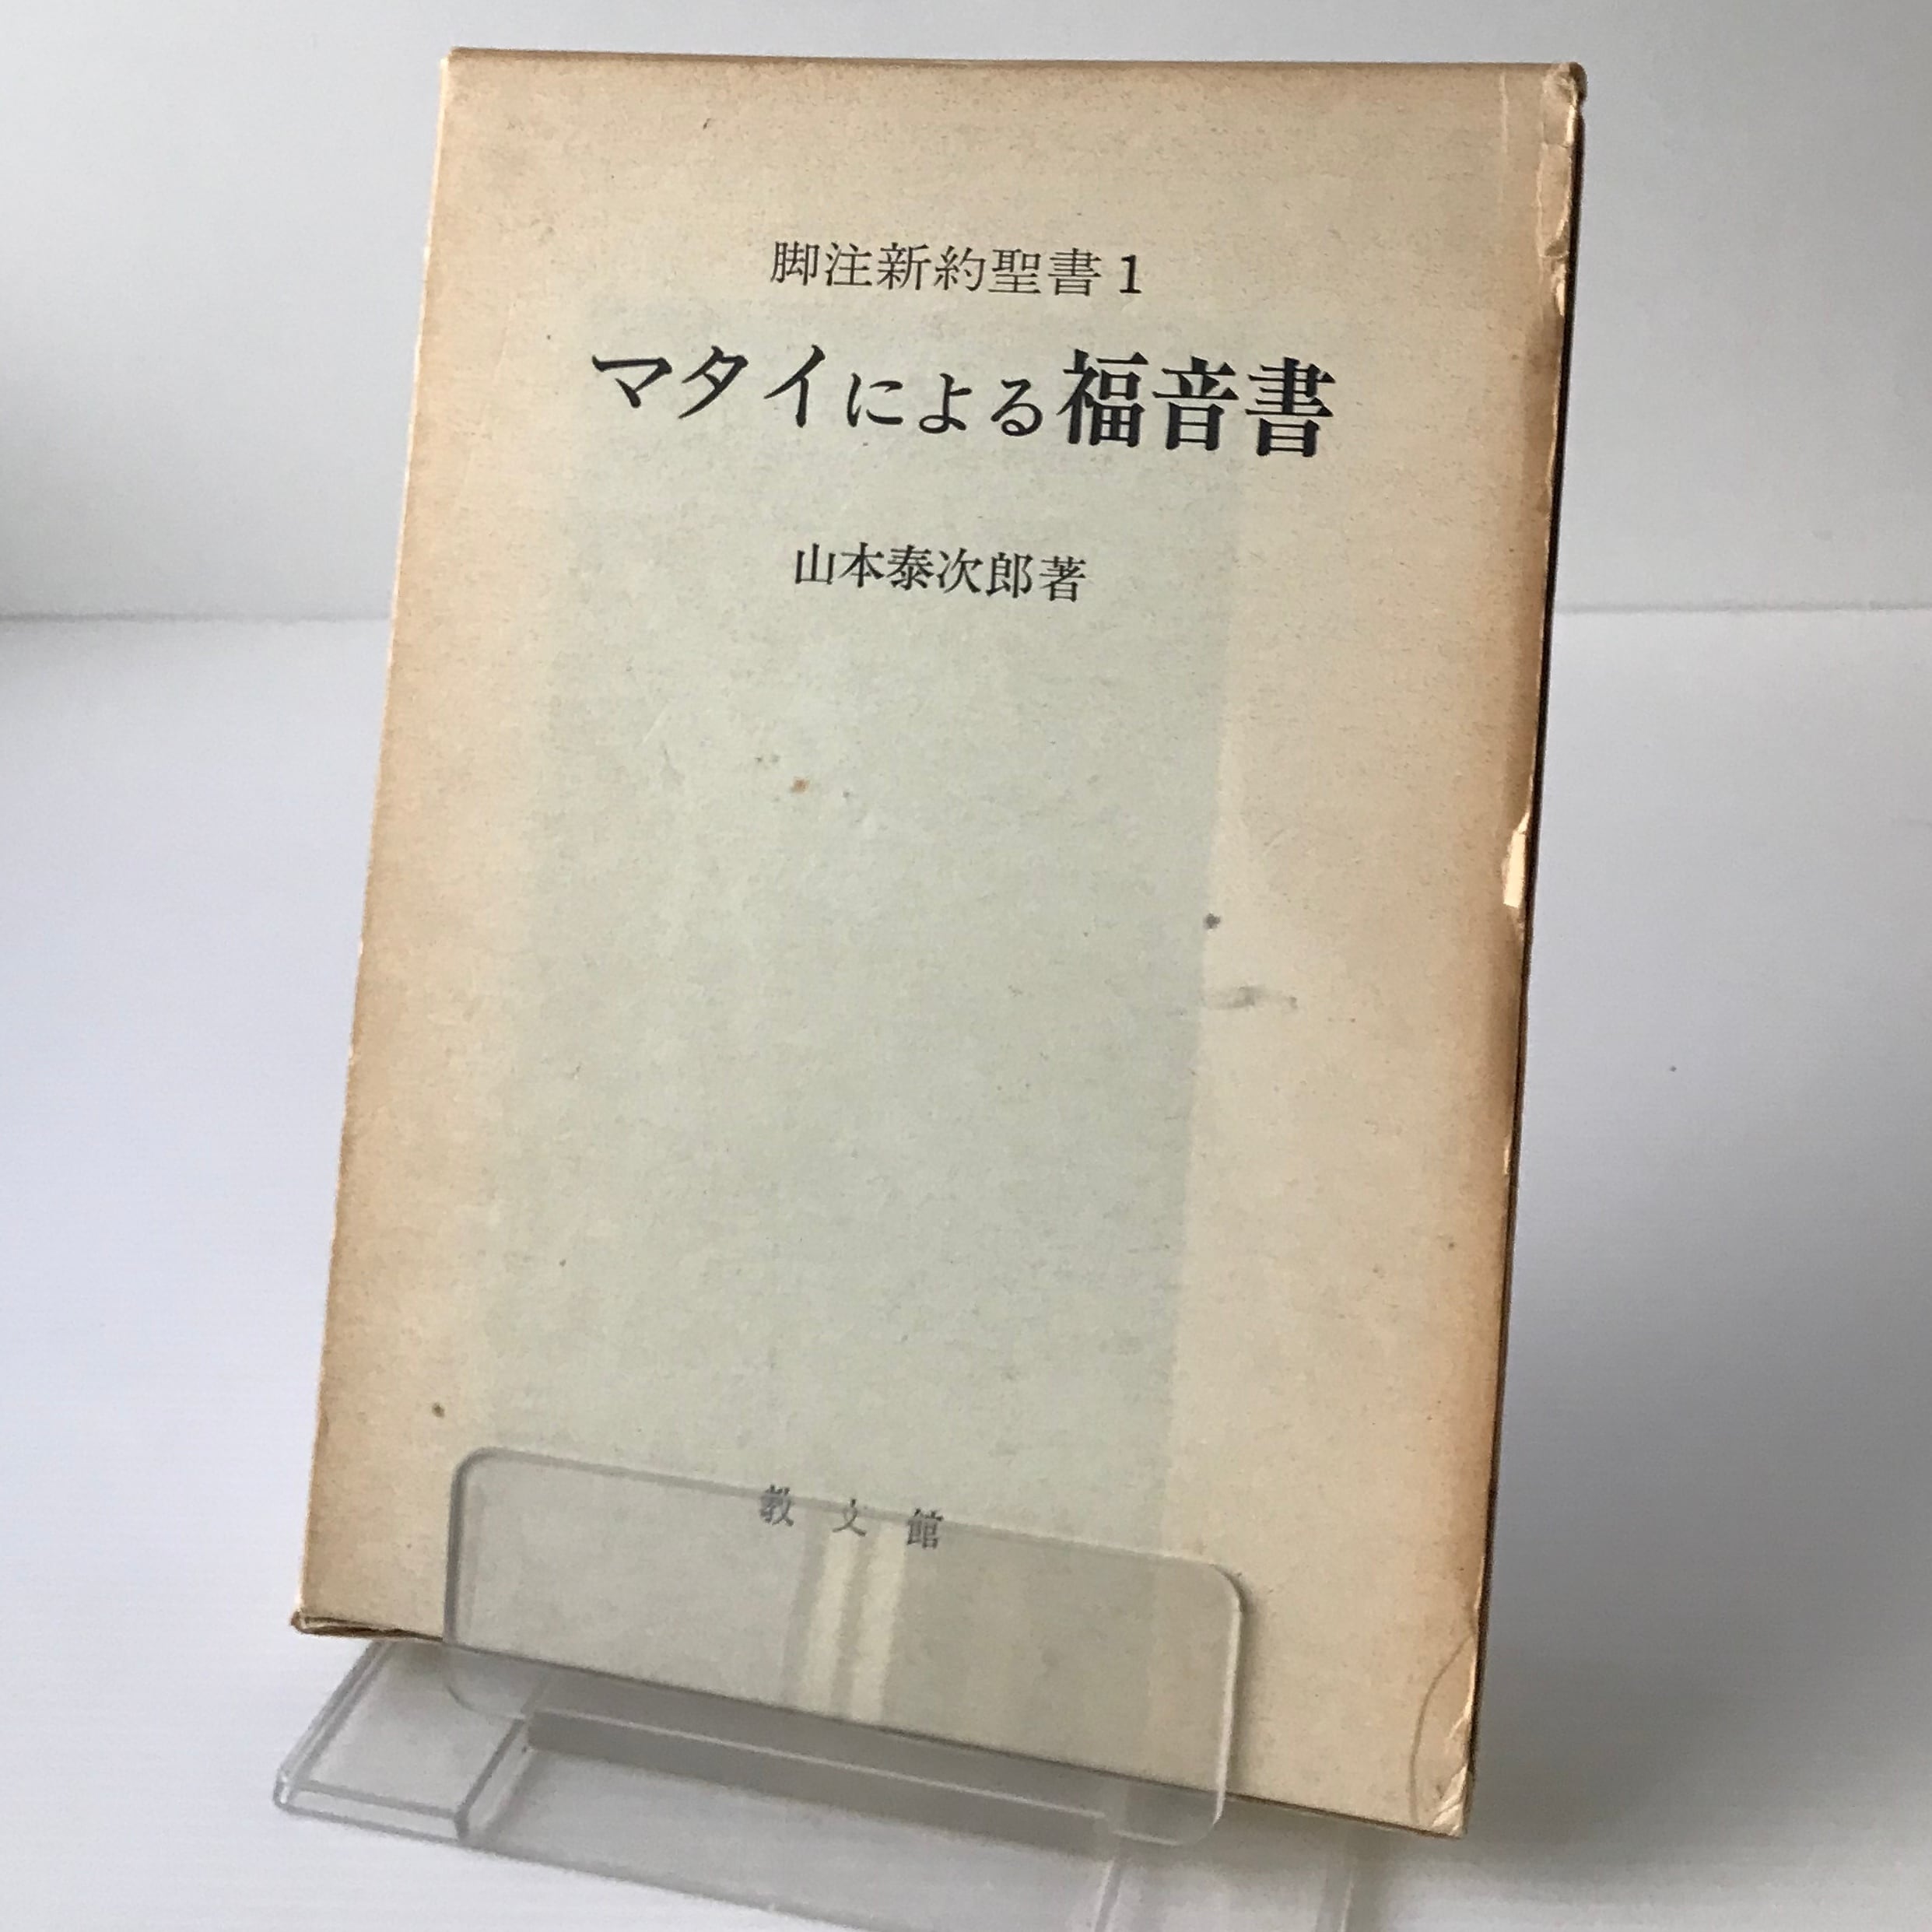 脚注新約聖書1
マタイによる福音書
山本泰次郎著
教文館